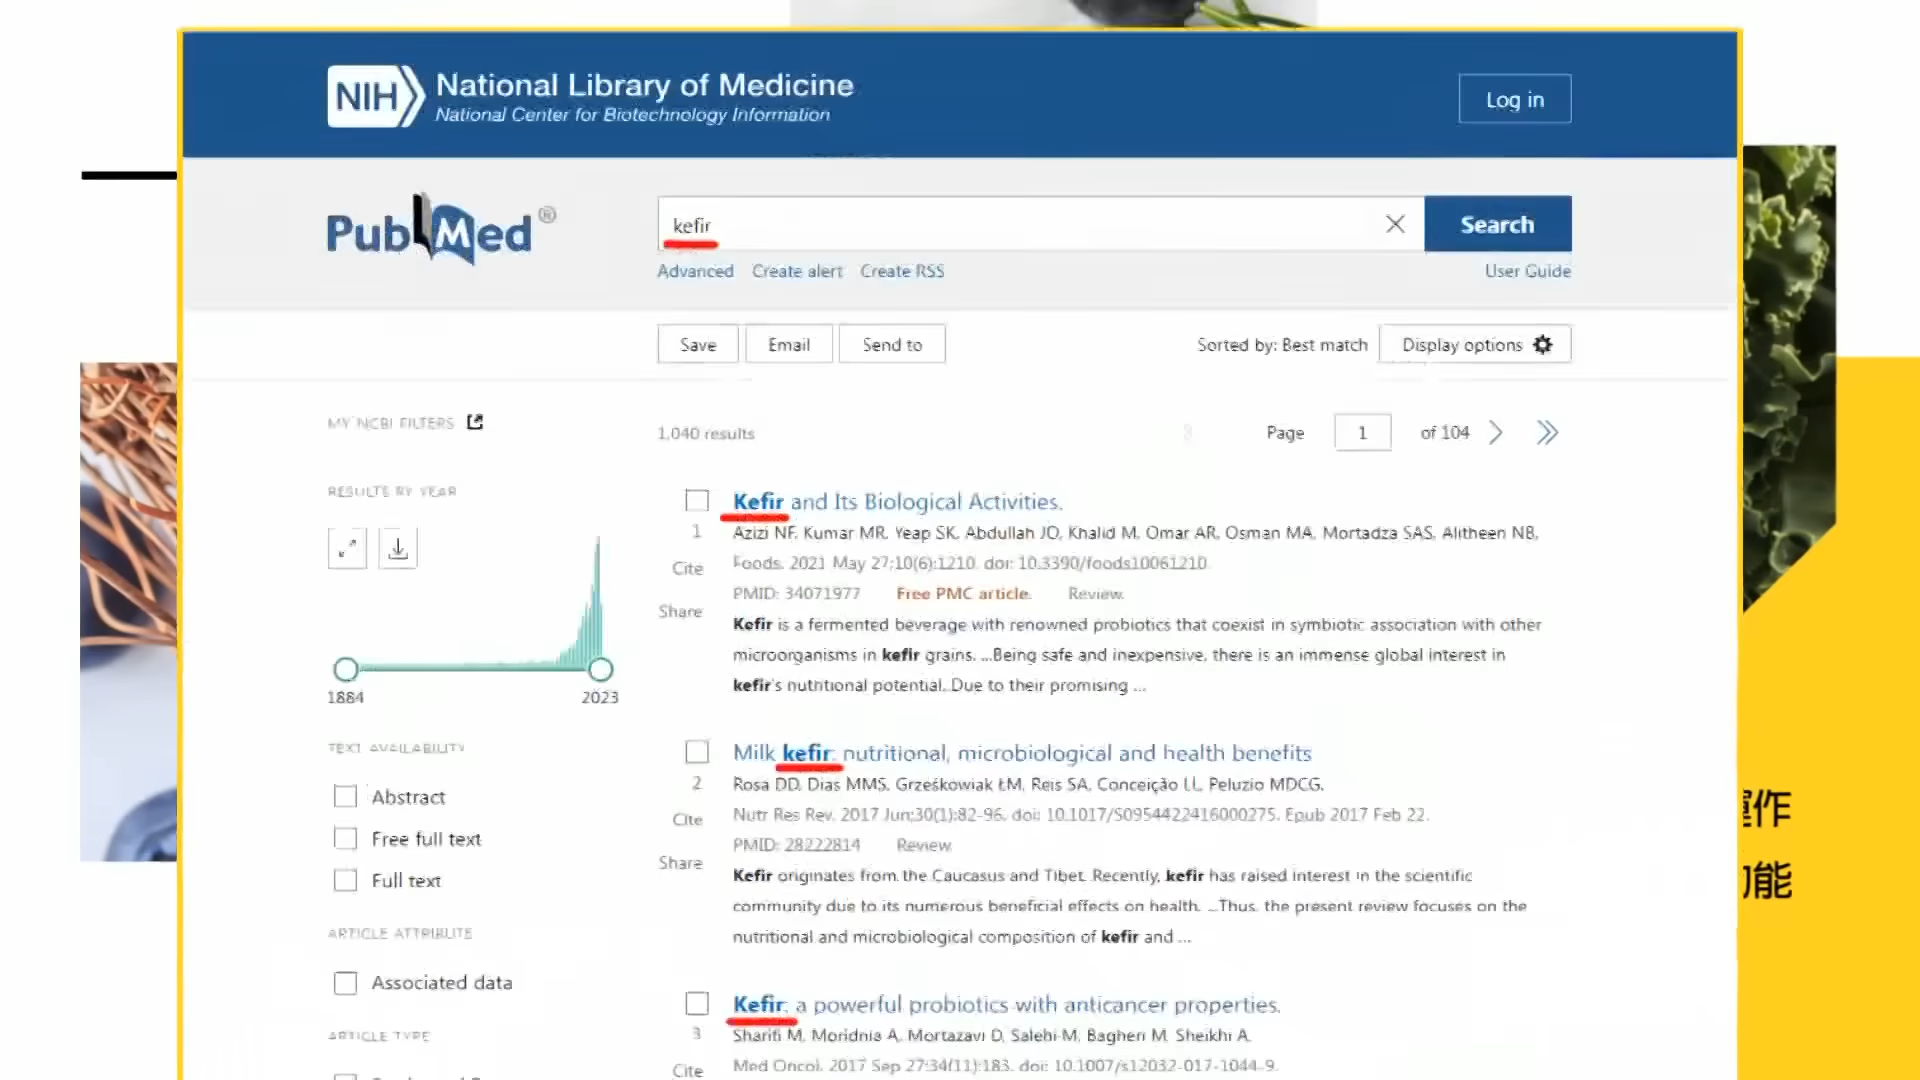 NIH National Library of Medicine
National Center for Biotechnology Information
Log in
PubMed®
kefir
Search
Advanced Create alert Create RSS
User Guide
Save Email Send to
Sorted by: Best match Display options
MY NCBI FILTERS
1,040 results
Page 1 of 104
RESULTS BY YEAR
1884 2023
TEXT AVAILABILITY
Abstract
Free full text
Full text
ARTICLE ATTRIBUTE
Associated data
ARTICLE TYPE
Kefir and Its Biological Activities.
1
Azizi NF, Kumar MR, Yeap SK, Abdullah JO, Khalid M, Omar AR, Osman MA, Mortadza SAS, Alitheen NB.
Cite
Foods. 2021 May 27;10(6):1210. doi: 10.3390/foods10061210.
PMID: 34071977 Free PMC article. Review.
Share
Kefir is a fermented beverage with renowned probiotics that coexist in symbiotic association with other
microorganisms in kefir grains. ...Being safe and inexpensive, there is an immense global interest in
kefir's nutritional potential. Due to their promising ...
Milk kefir: nutritional, microbiological and health benefits
2
Rosa DD, Dias MMS, Grześkowiak ŁM, Reis SA, Conceição LL, Peluzio MDCG.
Cite
Nutr Res Rev. 2017 Jun;30(1):82-96. doi: 10.1017/S0954422416000275. Epub 2017 Feb 22.
PMID: 28222814 Review.
Share
Kefir originates from the Caucasus and Tibet. Recently, kefir has raised interest in the scientific
community due to its numerous beneficial effects on health. ...Thus, the present review focuses on the
nutritional and microbiological composition of kefir and ...
Kefir: a powerful probiotics with anticancer properties.
3
Sharifi M, Moridnia A, Mortazavi D, Salehi M, Bagheri M, Sheikhi A.
Cite
Med Oncol. 2017 Sep 27;34(11):183. doi: 10.1007/s12032-017-1044-9.
作
能